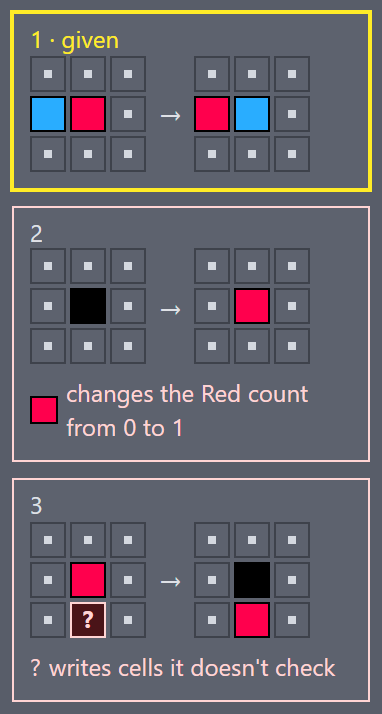 1 · given
→
2
→
changes the Red count
from 0 to 1
3
→
?
? writes cells it doesn't check